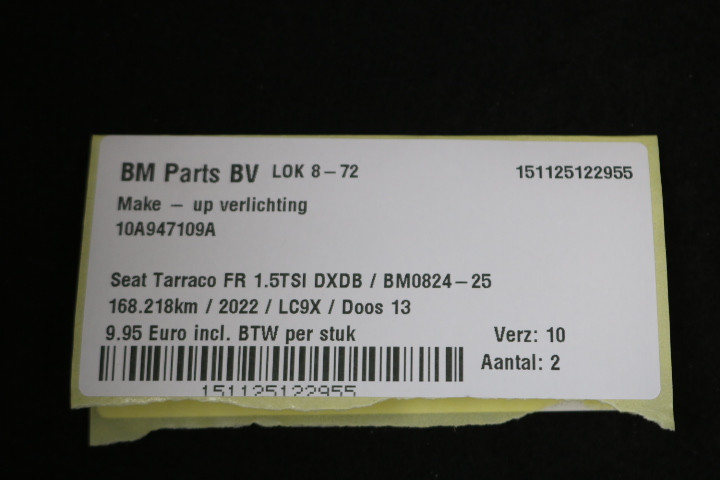 BM Parts BV LOK 8-72 151125122955
Make - up verlichting
10A947109A
Seat Tarraco FR 1.5TSI DXDB / BM0824-25
168.218km / 2022 / LC9X / Doos 13
9.95 Euro incl. BTW per stuk Verz: 10
Aantal: 2
151125122955